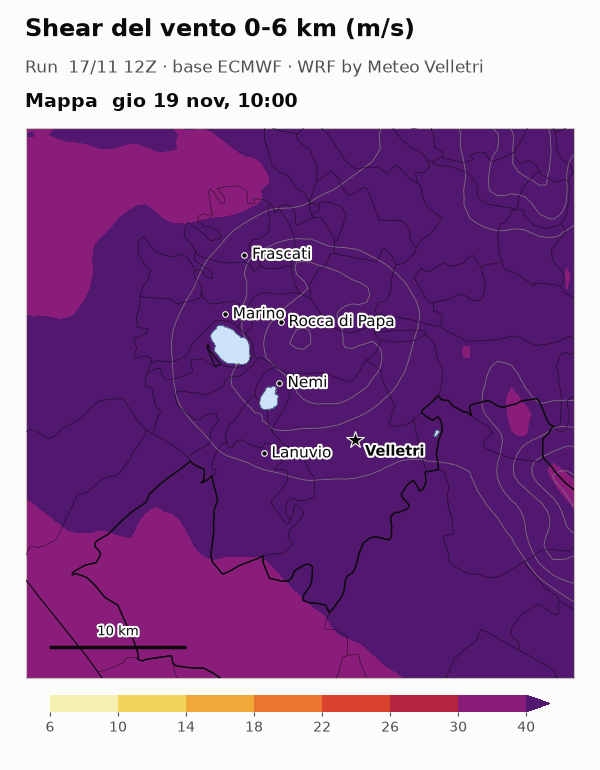 Shear del vento 0-6 km (m/s)
Run  17/11 12Z · base ECMWF · WRF by Meteo Velletri
Mappa  gio 19 nov, 10:00
Frascati
Marino
Rocca di Papa
Nemi
Velletri
Lanuvio
10 km
6 10 14 18 22 26 30 40